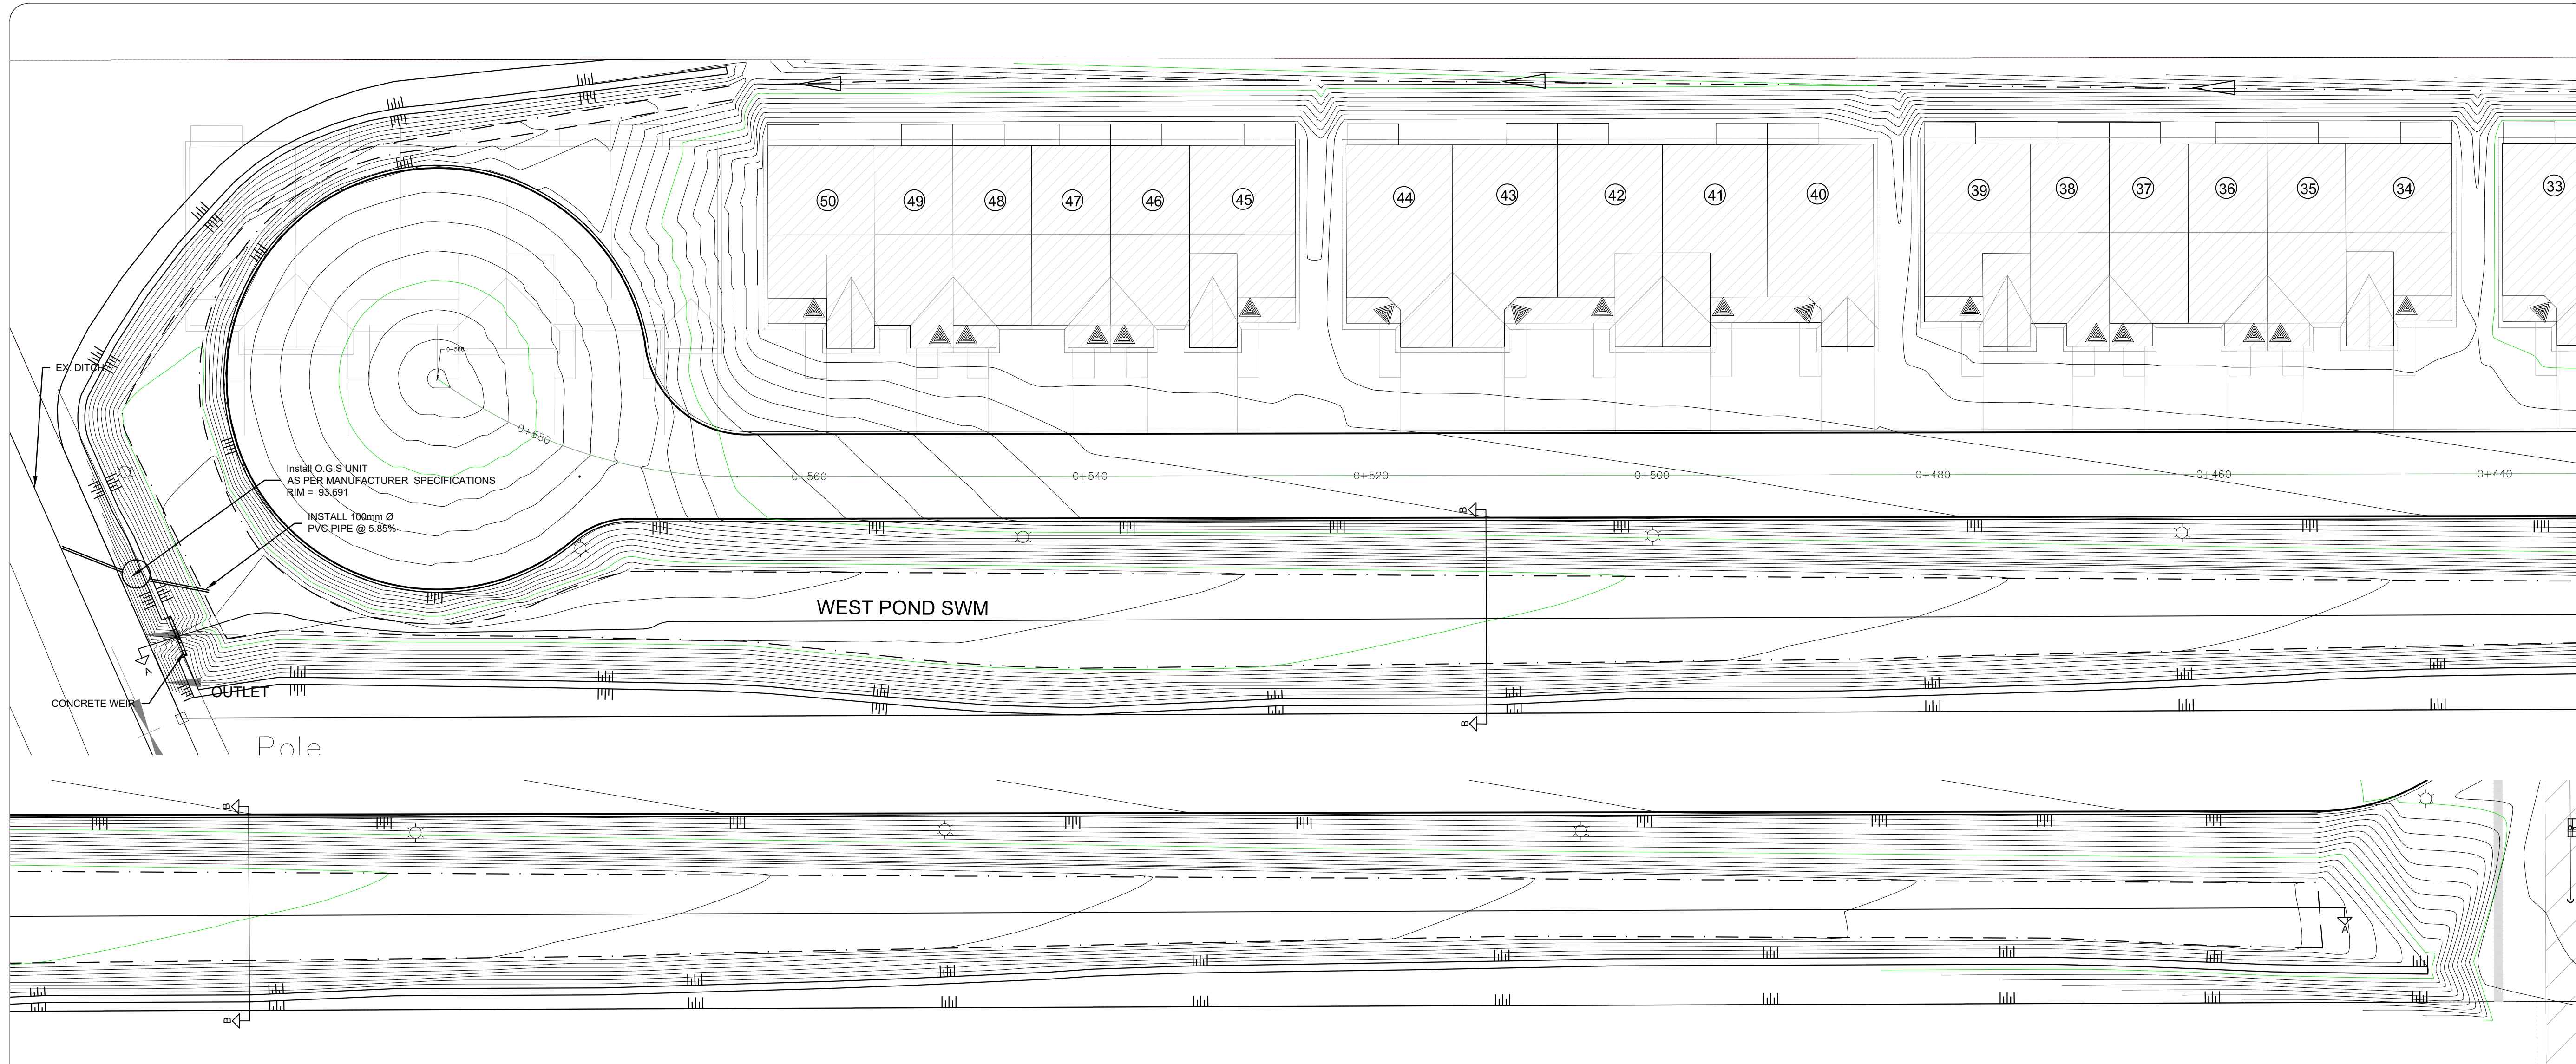 50
49
48
47
46
45
44
43
42
41
40
39
38
37
36
35
34
33
0+588
EX. DITCH
0+580
Install O.G.S UNIT
AS PER MANUFACTURER SPECIFICATIONS
RIM = 93.691
0+560
0+540
0+520
0+500
0+480
0+460
0+440
INSTALL 100mm Ø
PVC PIPE @ 5.85%
B
WEST POND SWM
A
OUTLET
CONCRETE WEIR
B
Pole
B
A
B